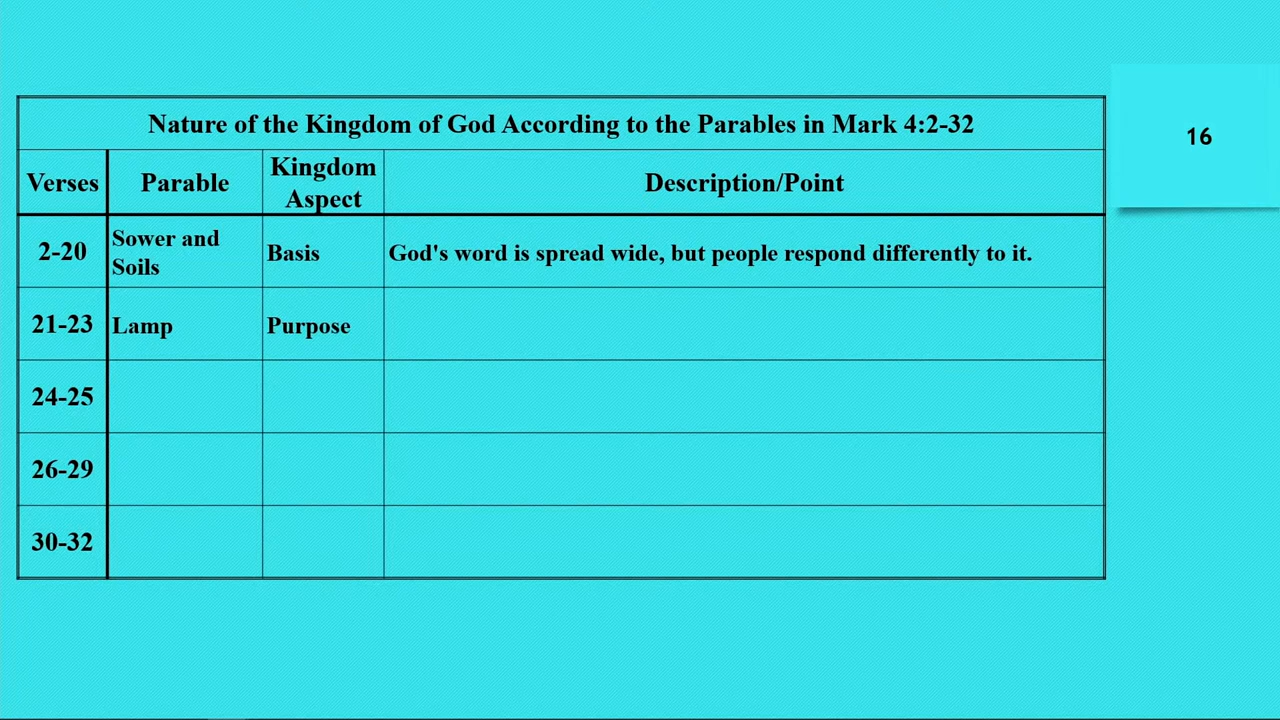 Nature of the Kingdom of God According to the Parables in Mark 4:2-32
16
Verses
Parable
Kingdom
Aspect
Description/Point
2-20
Sower and
Soils
Basis
God's word is spread wide, but people respond differently to it.
21-23
Lamp
Purpose
24-25
26-29
30-32